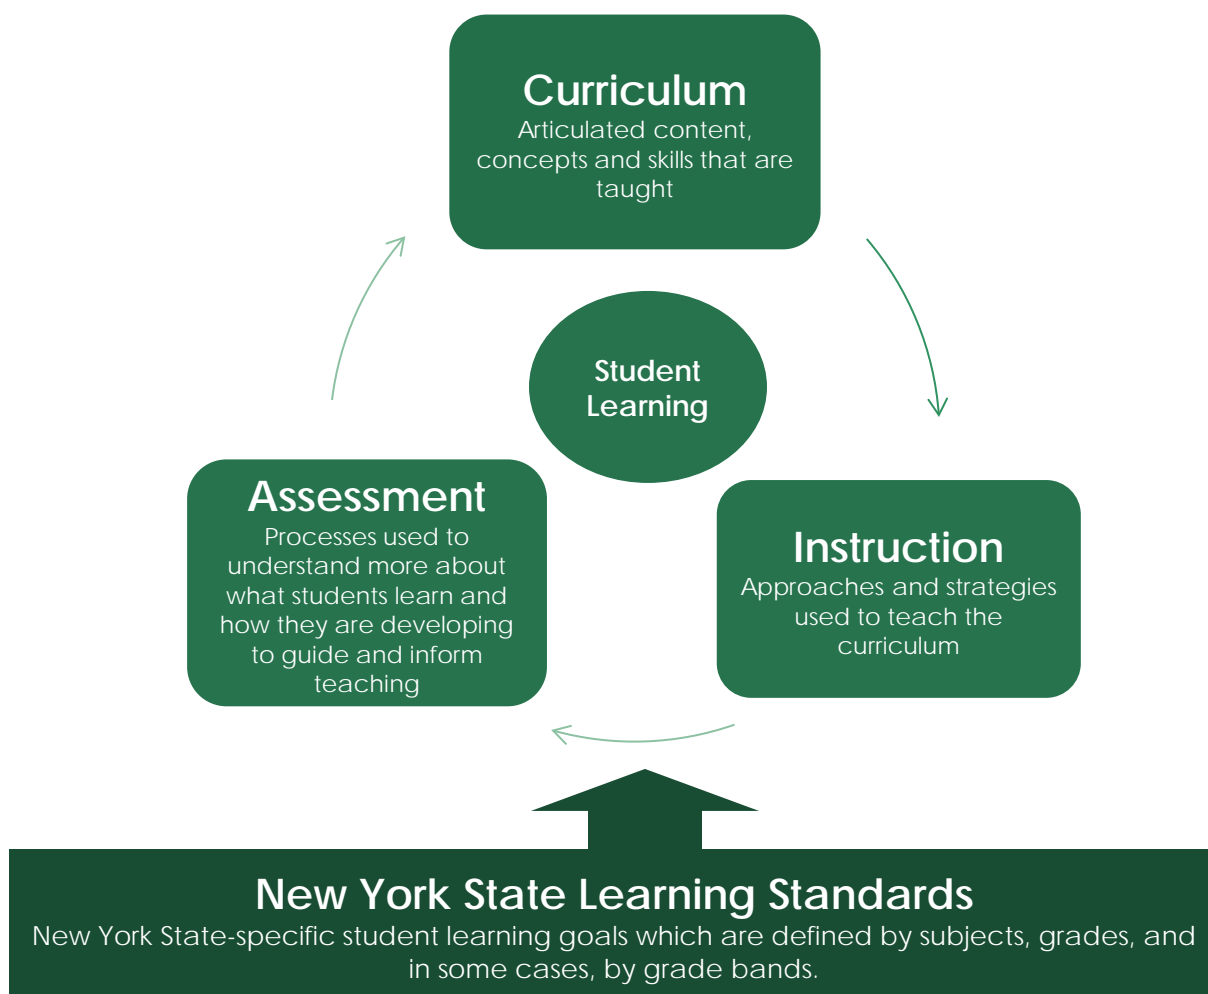 Curriculum
Articulated content,
concepts and skills that are
taught
Student
Learning
Assessment
Processes used to
understand more about
what students learn and
how they are developing
to guide and inform
teaching
Instruction
Approaches and strategies
used to teach the
curriculum
New York State Learning Standards
New York State-specific student learning goals which are defined by subjects, grades, and
in some cases, by grade bands.